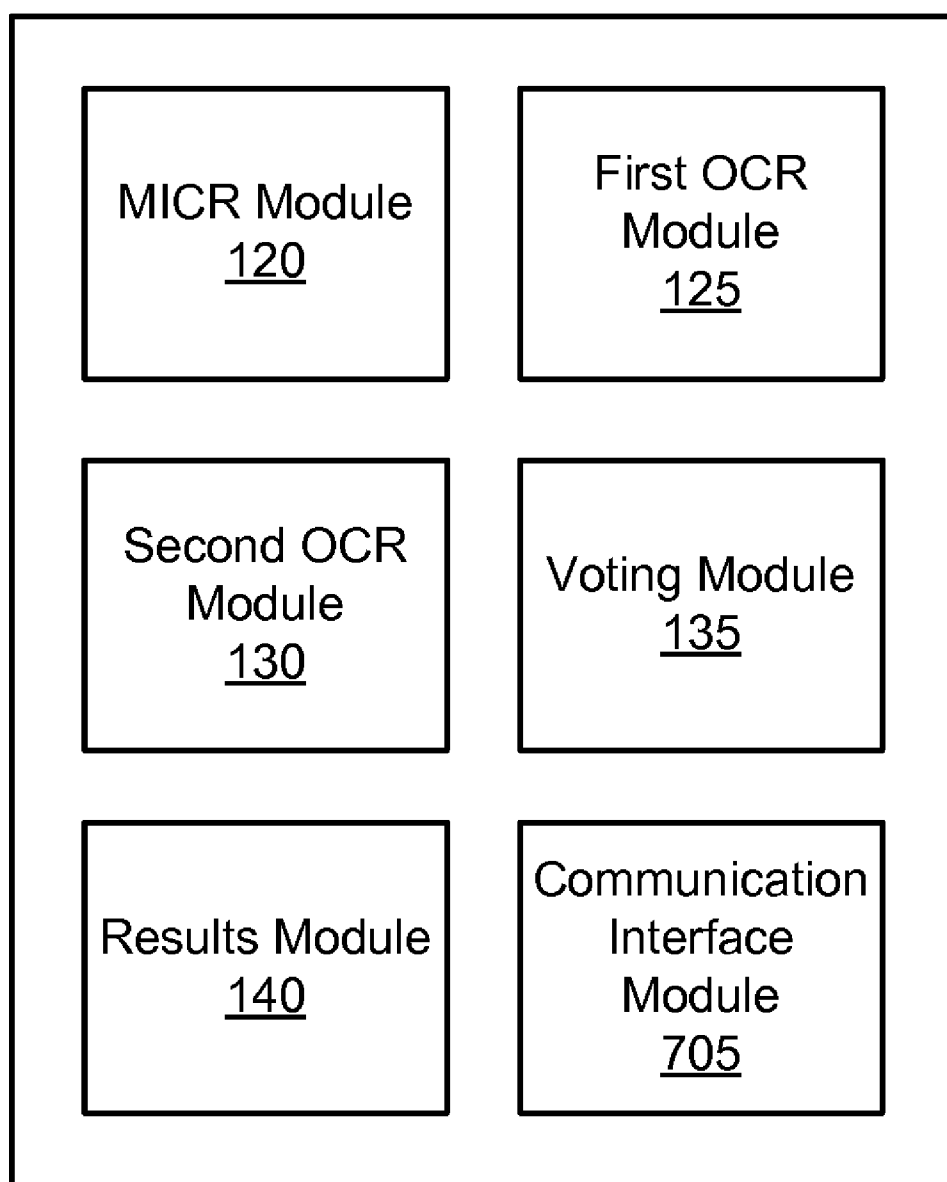 MICR Module
120
First OCR
Module
125
Second OCR
Module
130
Voting Module
135
Results Module
140
Communication
Interface
Module
705